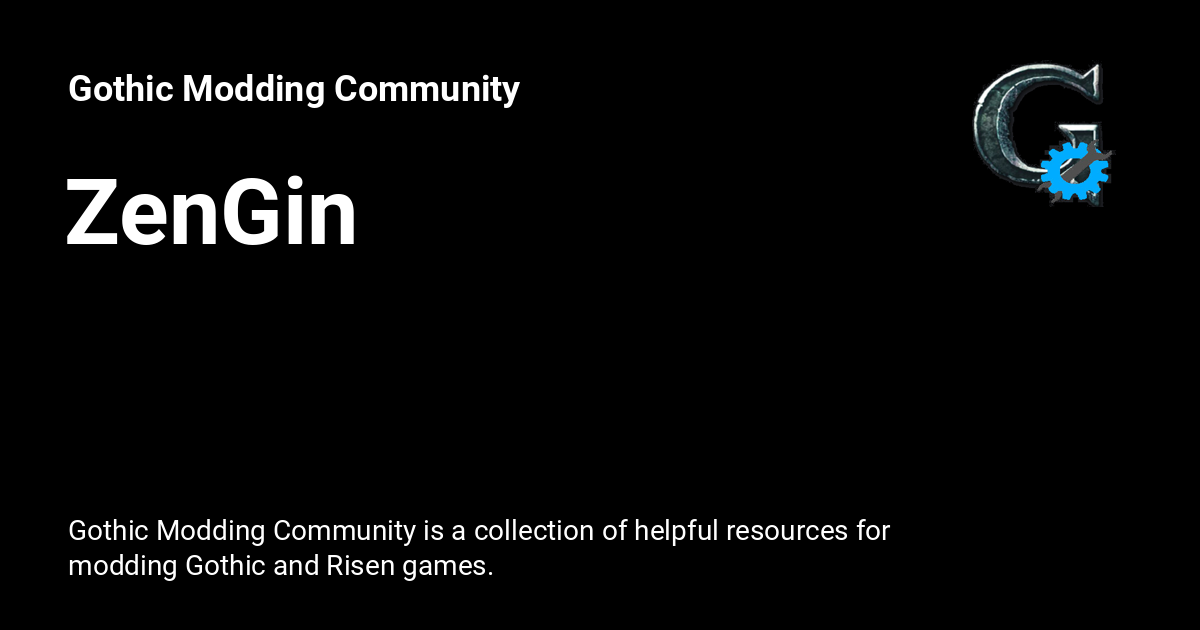 Gothic Modding Community
ZenGin
Gothic Modding Community is a collection of helpful resources for
modding Gothic and Risen games.